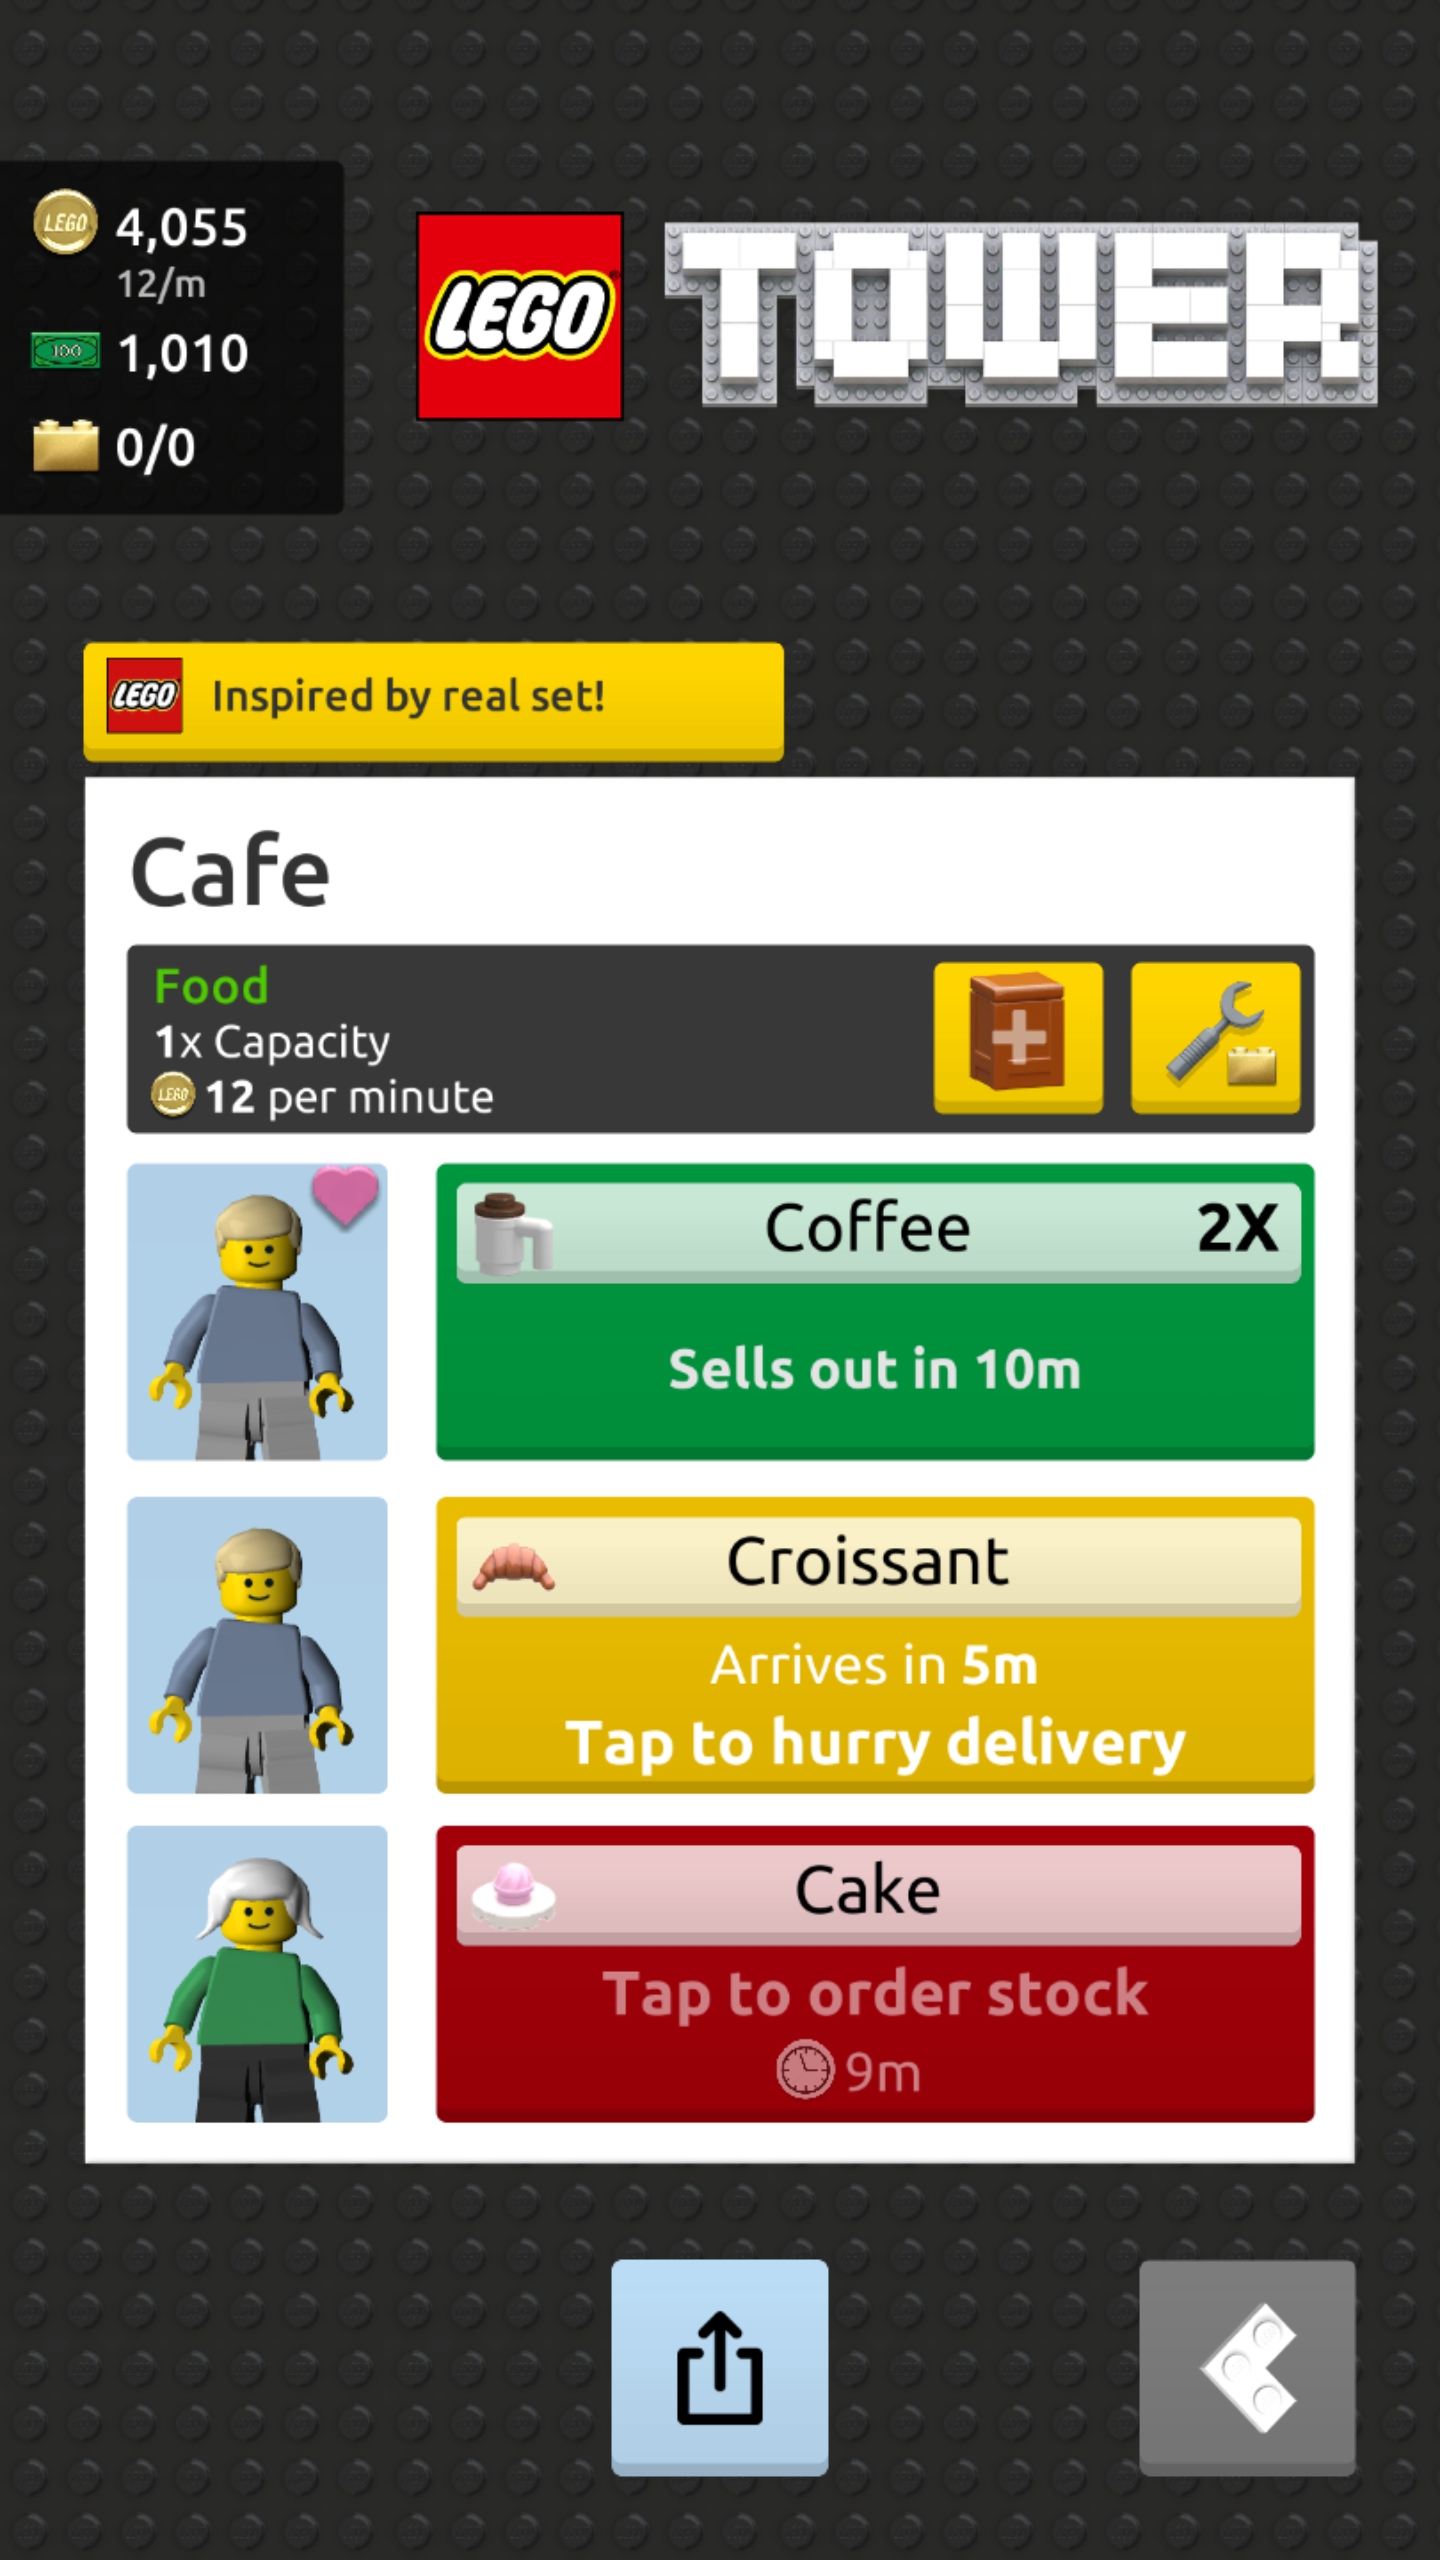 LEGO
4,055
12/m
100
1,010
0/0
LEGO
TOWER
LEGO
Inspired by real set!
Cafe
Food
1x Capacity
LEGO
12 per minute
Coffee
2X
Sells out in 10m
Croissant
Arrives in 5m
Tap to hurry delivery
Cake
Tap to order stock
9m